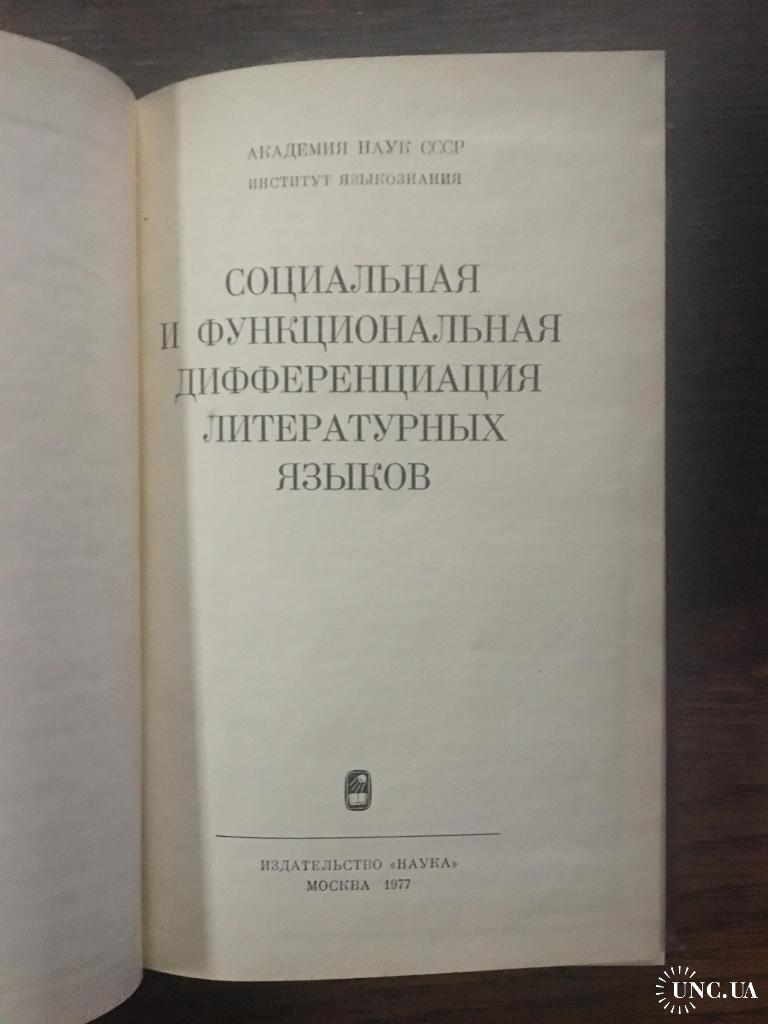 АКАДЕМИЯ НАУК СССР
ИНСТИТУТ ЯЗЫКОЗНАНИЯ
СОЦИАЛЬНАЯ
И ФУНКЦИОНАЛЬНАЯ
ДИФФЕРЕНЦИАЦИЯ
ЛИТЕРАТУРНЫХ
ЯЗЫКОВ
ИЗДАТЕЛЬСТВО «НАУКА»
МОСКВА 1977
UNC.UA